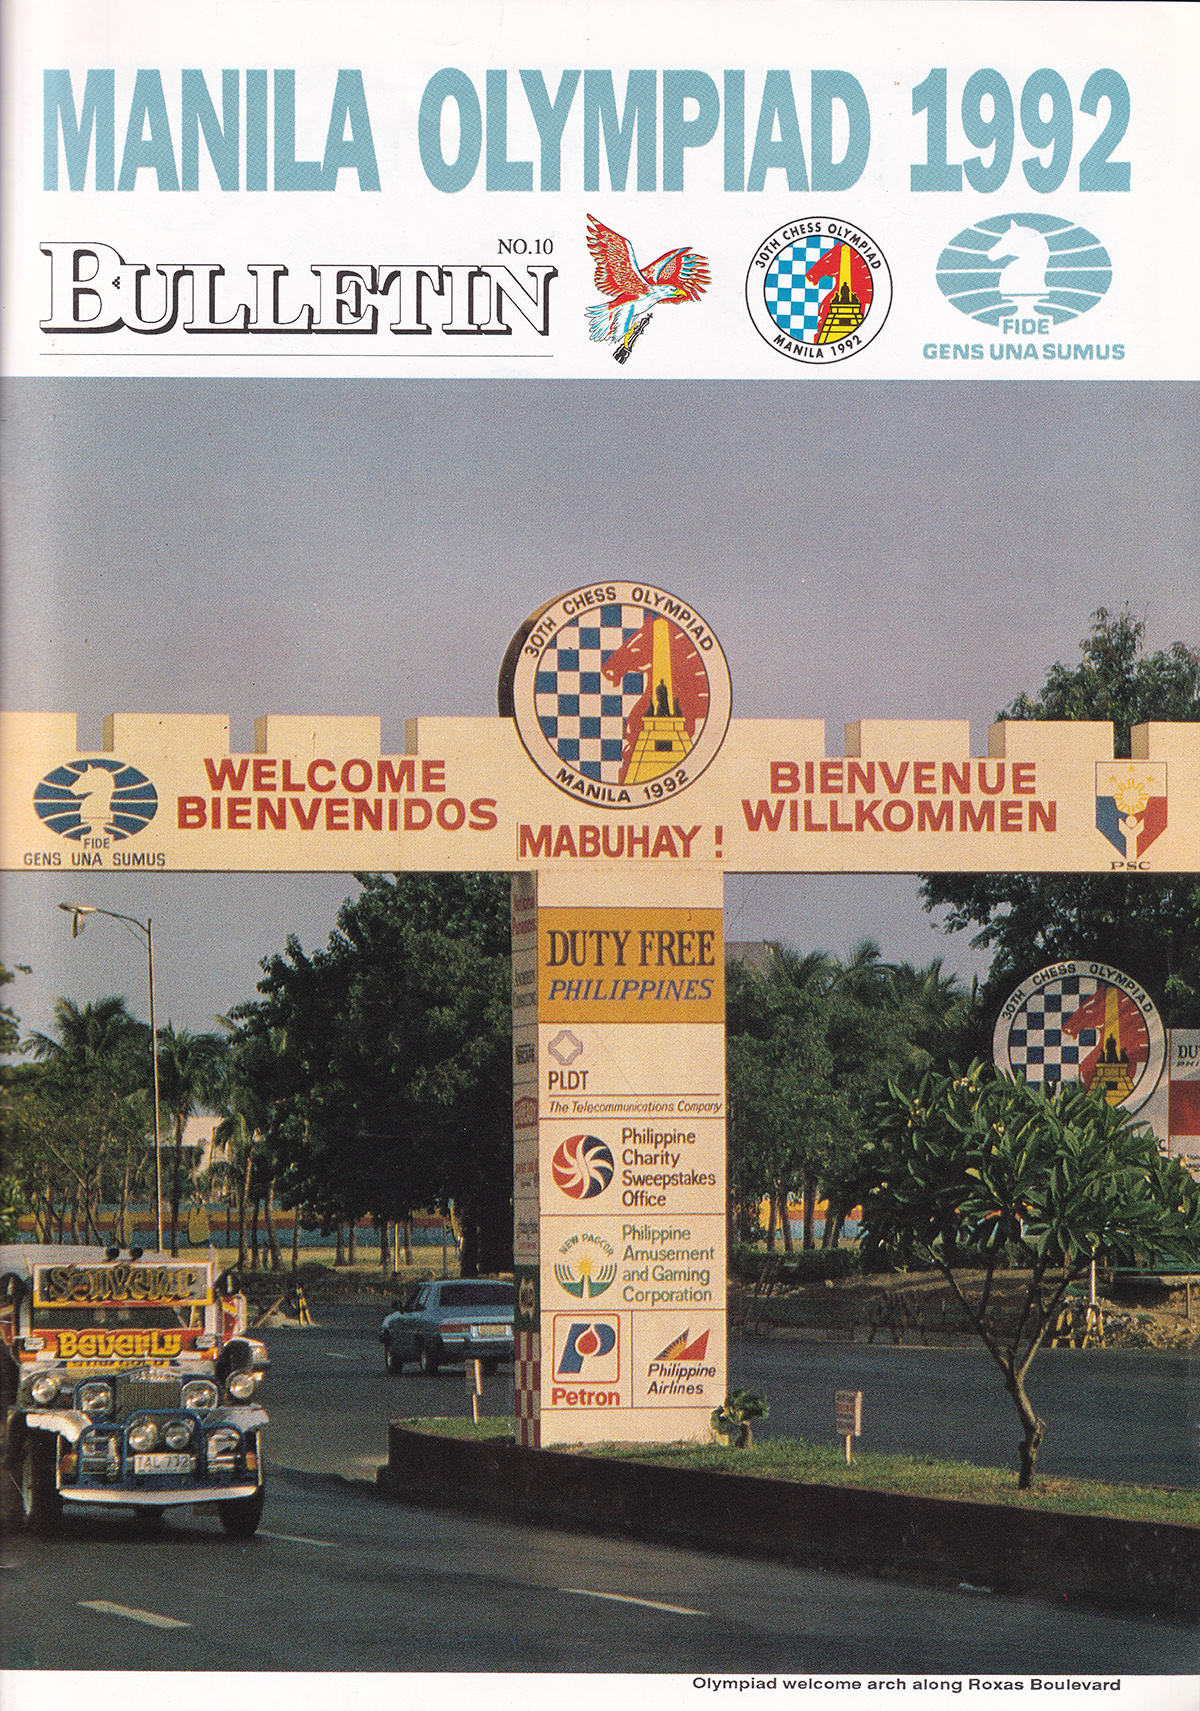 MANILA OLYMPIAD 1992
NO.10
BULLETIN
30TH CHESS OLYMPIAD
MANILA 1992
FIDE
GENS UNA SUMUS
30TH CHESS OLYMPIAD
MANILA 1992
WELCOME
BIENVENIDOS
FIDE
GENS UNA SUMUS
MABUHAY !
BIENVENUE
WILLKOMMEN
PSC
DUTY FREE
PHILIPPINES
PLDT
The Telecommunications Company
Philippine
Charity
Sweepstakes
Office
NEW PAGCOR
Philippine
Amusement
and Gaming
Corporation
Petron
Philippine
Airlines
30TH CHESS OLYMPIAD
DU
Beverly
Olympiad welcome arch along Roxas Boulevard